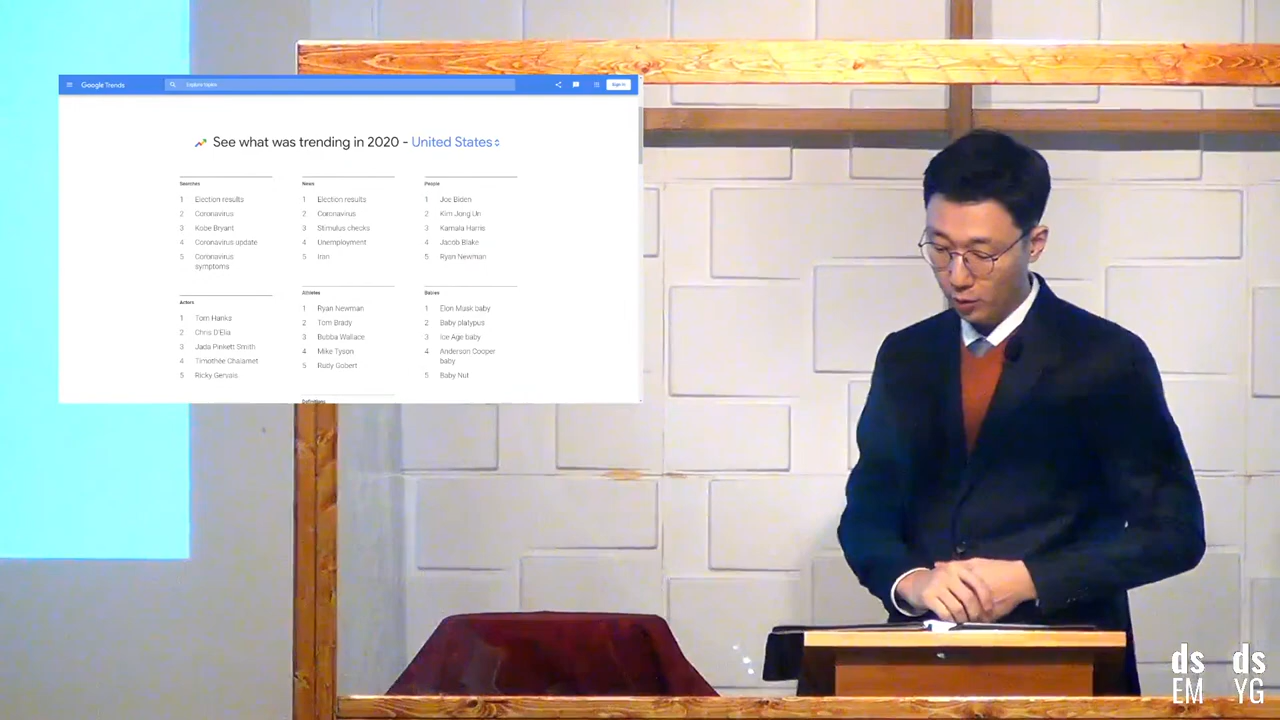 Google Trends
Explore topics
Sign in
See what was trending in 2020 - United States
Searches
1 Election results
2 Coronavirus
3 Kobe Bryant
4 Coronavirus update
5 Coronavirus
symptoms
News
1 Election results
2 Coronavirus
3 Stimulus checks
4 Unemployment
5 Iran
People
1 Joe Biden
2 Kim Jong Un
3 Kamala Harris
4 Jacob Blake
5 Ryan Newman
Actors
1 Tom Hanks
2 Chris D'Elia
3 Jada Pinkett Smith
4 Timothée Chalamet
5 Ricky Gervais
Athletes
1 Ryan Newman
2 Tom Brady
3 Bubba Wallace
4 Mike Tyson
5 Rudy Gobert
Babies
1 Elon Musk baby
2 Baby platypus
3 Ice Age baby
4 Anderson Cooper
baby
5 Baby Nut
Definitions
ds ds
EM YG